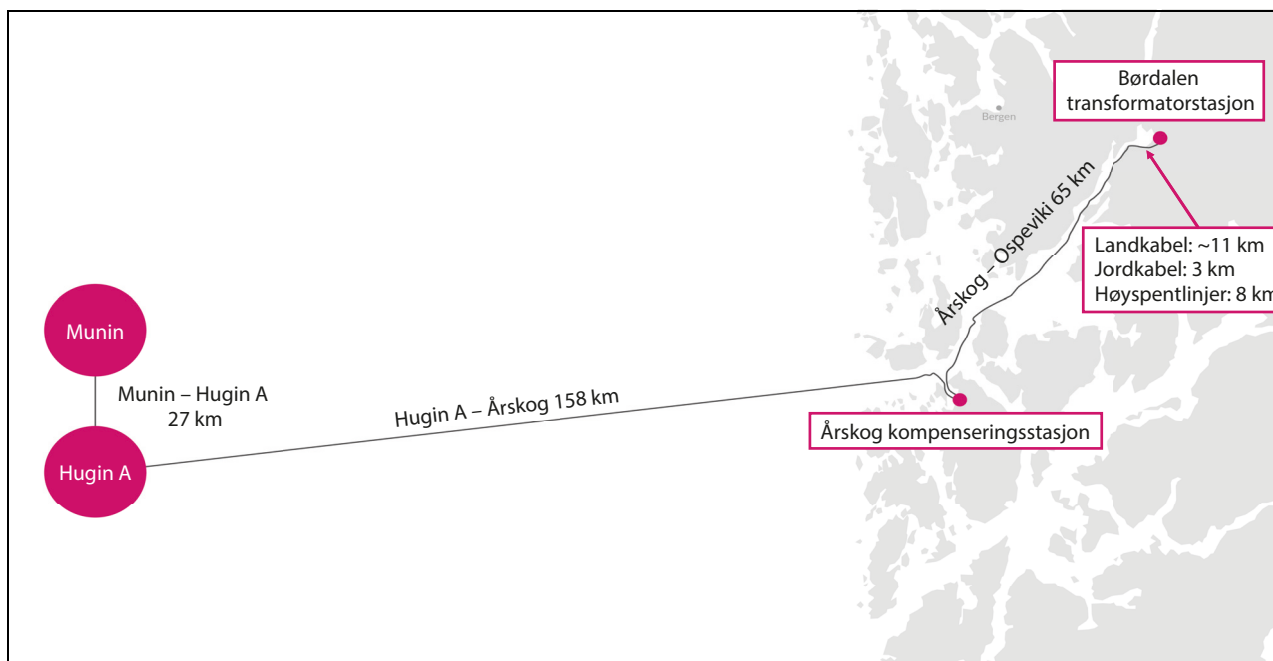 Børdalen
transformatorstasjon
Bergen
Årskog – Ospeviki 65 km
Landkabel: ~11 km
Jordkabel: 3 km
Høyspentlinjer: 8 km
Munin
Munin – Hugin A
27 km
Hugin A – Årskog 158 km
Årskog kompenseringsstasjon
Hugin A